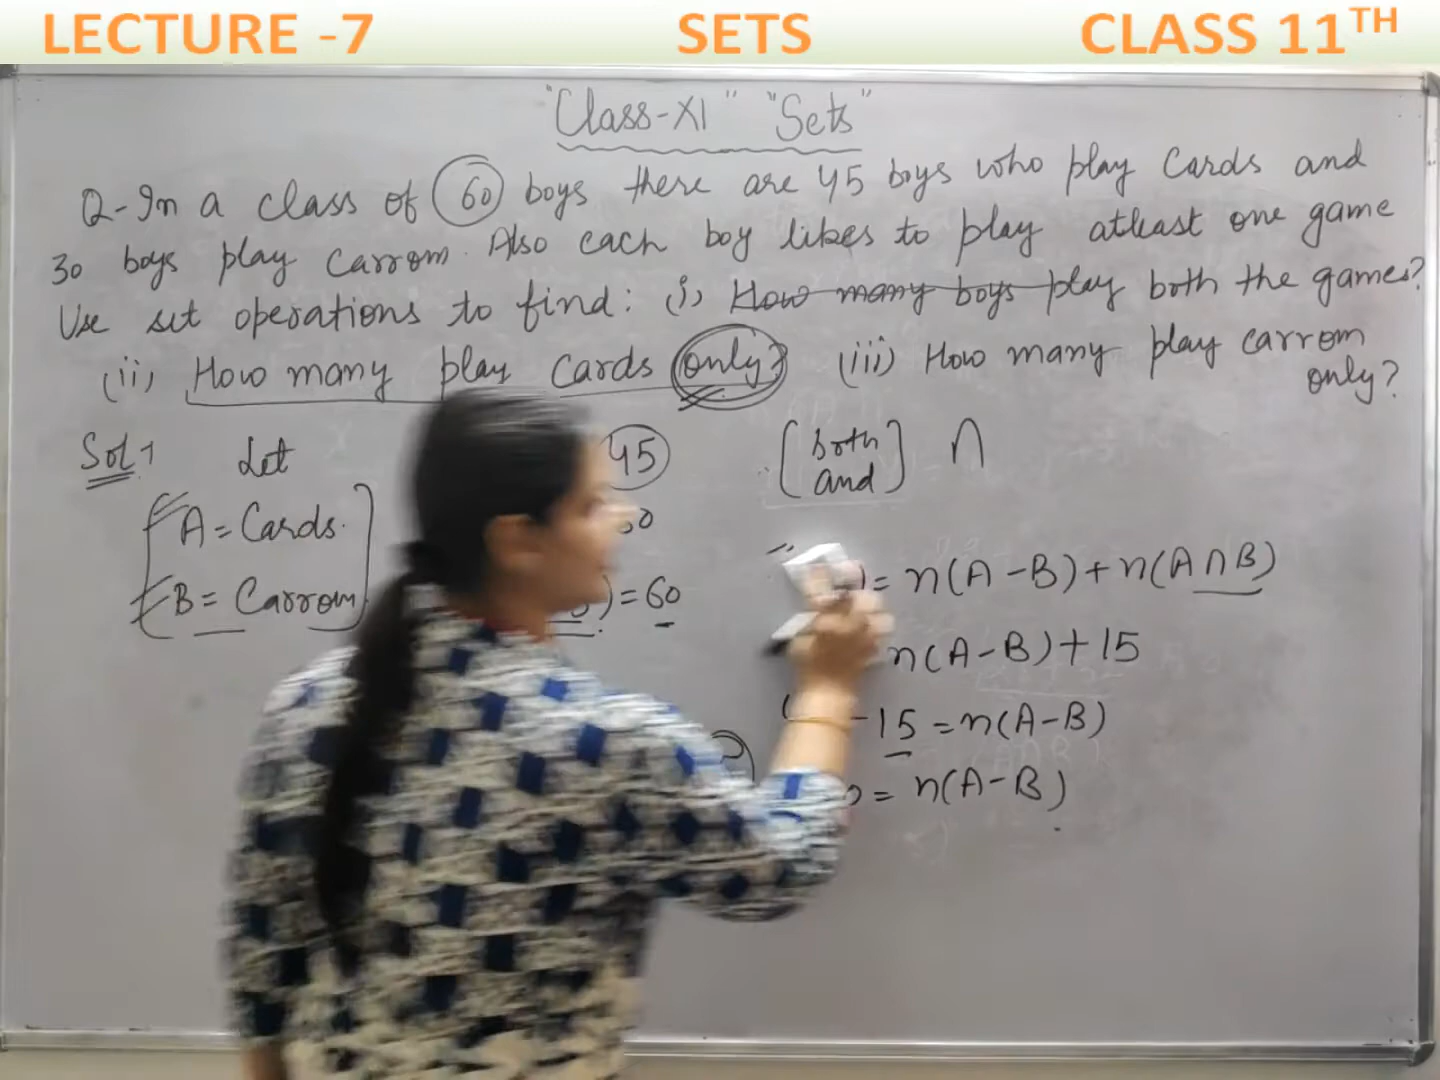 LECTURE -7 SETS CLASS 11TH
"Class-XI" "Sets"
Q-In a class of 60 boys there are 45 boys who play Cards and
30 boys play carrom. Also each boy likes to play atleast one game
Use set operations to find: (i) How many boys play both the games?
(ii) How many play cards only? (iii) How many play carrom
only?
Sol Let 45 [both and] ∩
A = Cards.
B = Carrom ) = 60
) = n(A-B) + n(A∩B)
n(A-B) + 15
-15 = n(A-B)
= n(A-B)